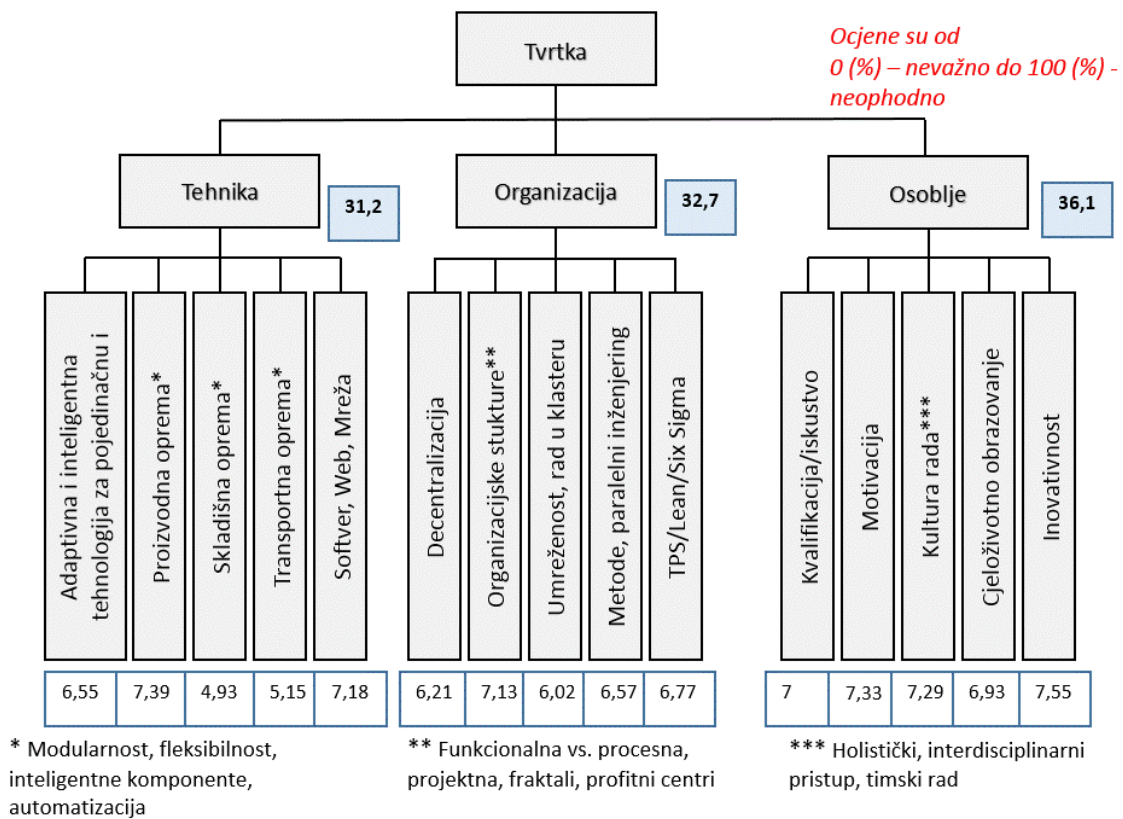 Tvrtka
Ocjene su od
0 (%) – nevažno do 100 (%) -
neophodno
Tehnika
31,2
Organizacija
32,7
Osoblje
36,1
Adaptivna i inteligentna
tehnologija za pojedinačnu i
Proizvodna oprema*
Skladišna oprema*
Transportna oprema*
Softver, Web, Mreža
Decentralizacija
Organizacijske stukture**
Umreženost, rad u klasteru
Metode, paralelni inženjering
TPS/Lean/Six Sigma
Kvalifikacija/iskustvo
Motivacija
Kultura rada***
Cjeloživotno obrazovanje
Inovativnost
6,55
7,39
4,93
5,15
7,18
6,21
7,13
6,02
6,57
6,77
7
7,33
7,29
6,93
7,55
* Modularnost, fleksibilnost,
inteligentne komponente,
automatizacija
** Funkcionalna vs. procesna,
projektna, fraktali, profitni centri
*** Holistički, interdisciplinarni
pristup, timski rad